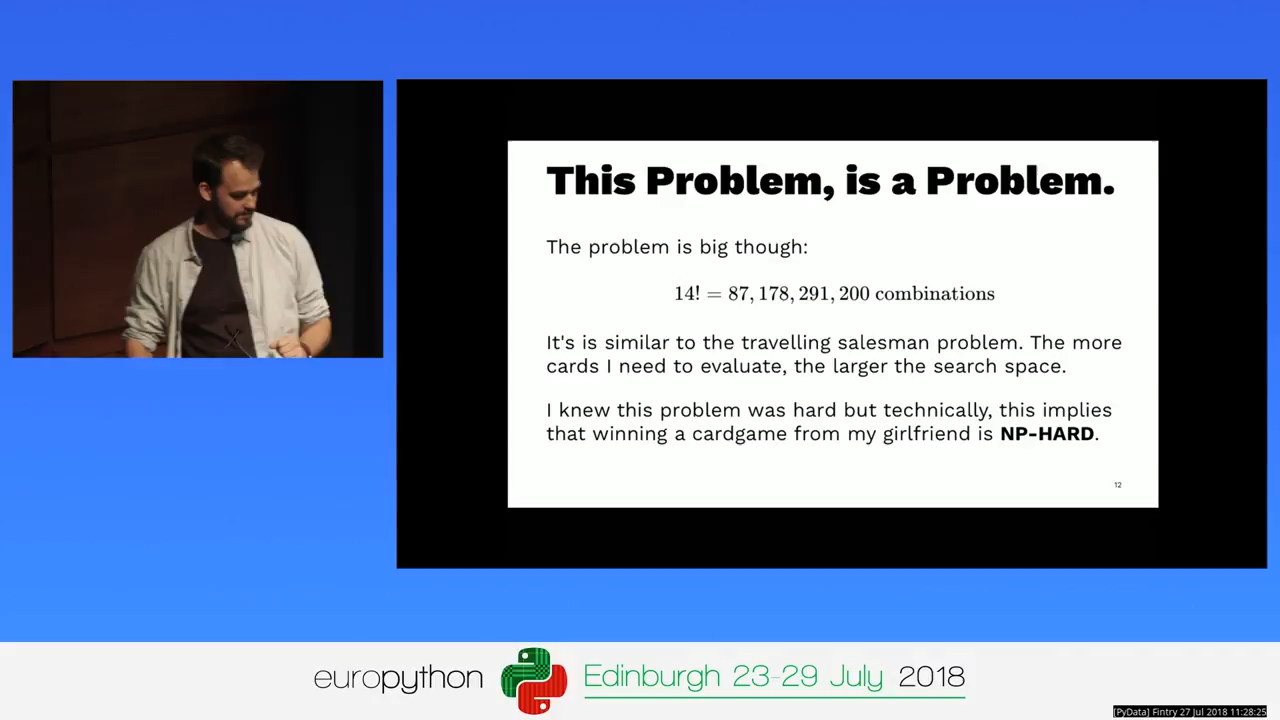 This Problem, is a Problem.
The problem is big though:
14! = 87, 178, 291, 200 combinations
It's is similar to the travelling salesman problem. The more
cards I need to evaluate, the larger the search space.
I knew this problem was hard but technically, this implies
that winning a cardgame from my girlfriend is NP-HARD.
12
europython
Edinburgh 23-29 July 2018
[PyData] Fintry 27 Jul 2018 11:28:25